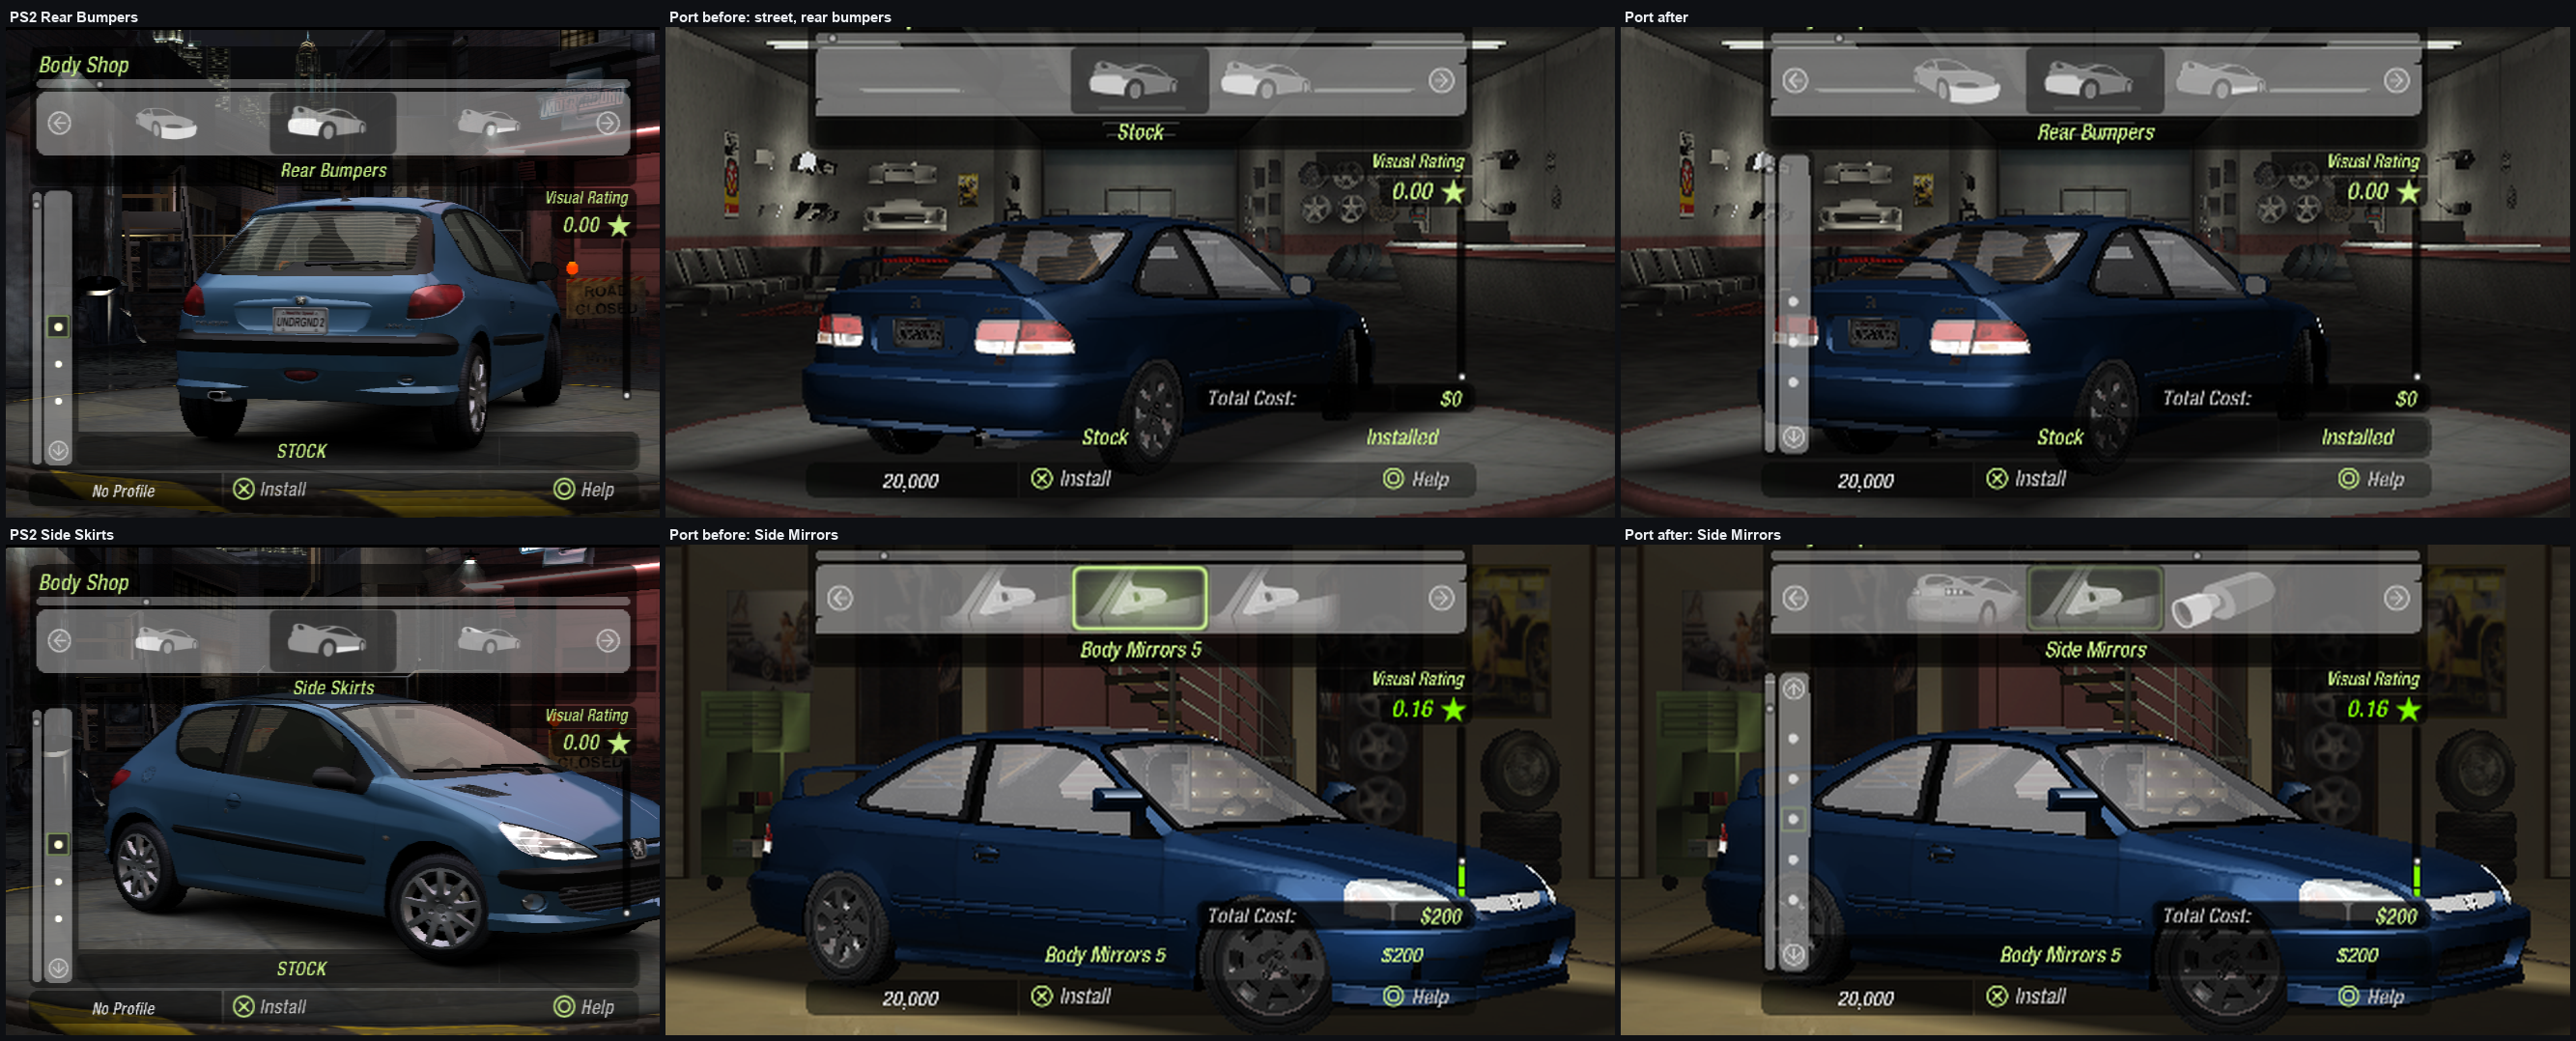 PS2 Rear Bumpers
Body Shop
Rear Bumpers
Visual Rating
0.00
ROAD
CLOSED
UNDRGND2
STOCK
No Profile
Install
Help
Port before: street, rear bumpers
Stock
Visual Rating
0.00
Total Cost:
$0
Stock
Installed
20,000
Install
Help
Port after
Rear Bumpers
Visual Rating
0.00
Total Cost:
$0
Stock
Installed
20,000
Install
Help
PS2 Side Skirts
Body Shop
Side Skirts
Visual Rating
0.00
CLOSED
STOCK
No Profile
Install
Help
Port before: Side Mirrors
Body Mirrors 5
Visual Rating
0.16
Total Cost:
$200
Body Mirrors 5
$200
20,000
Install
Help
Port after: Side Mirrors
Side Mirrors
Visual Rating
0.16
Total Cost:
$200
Body Mirrors 5
$200
20,000
Install
Help